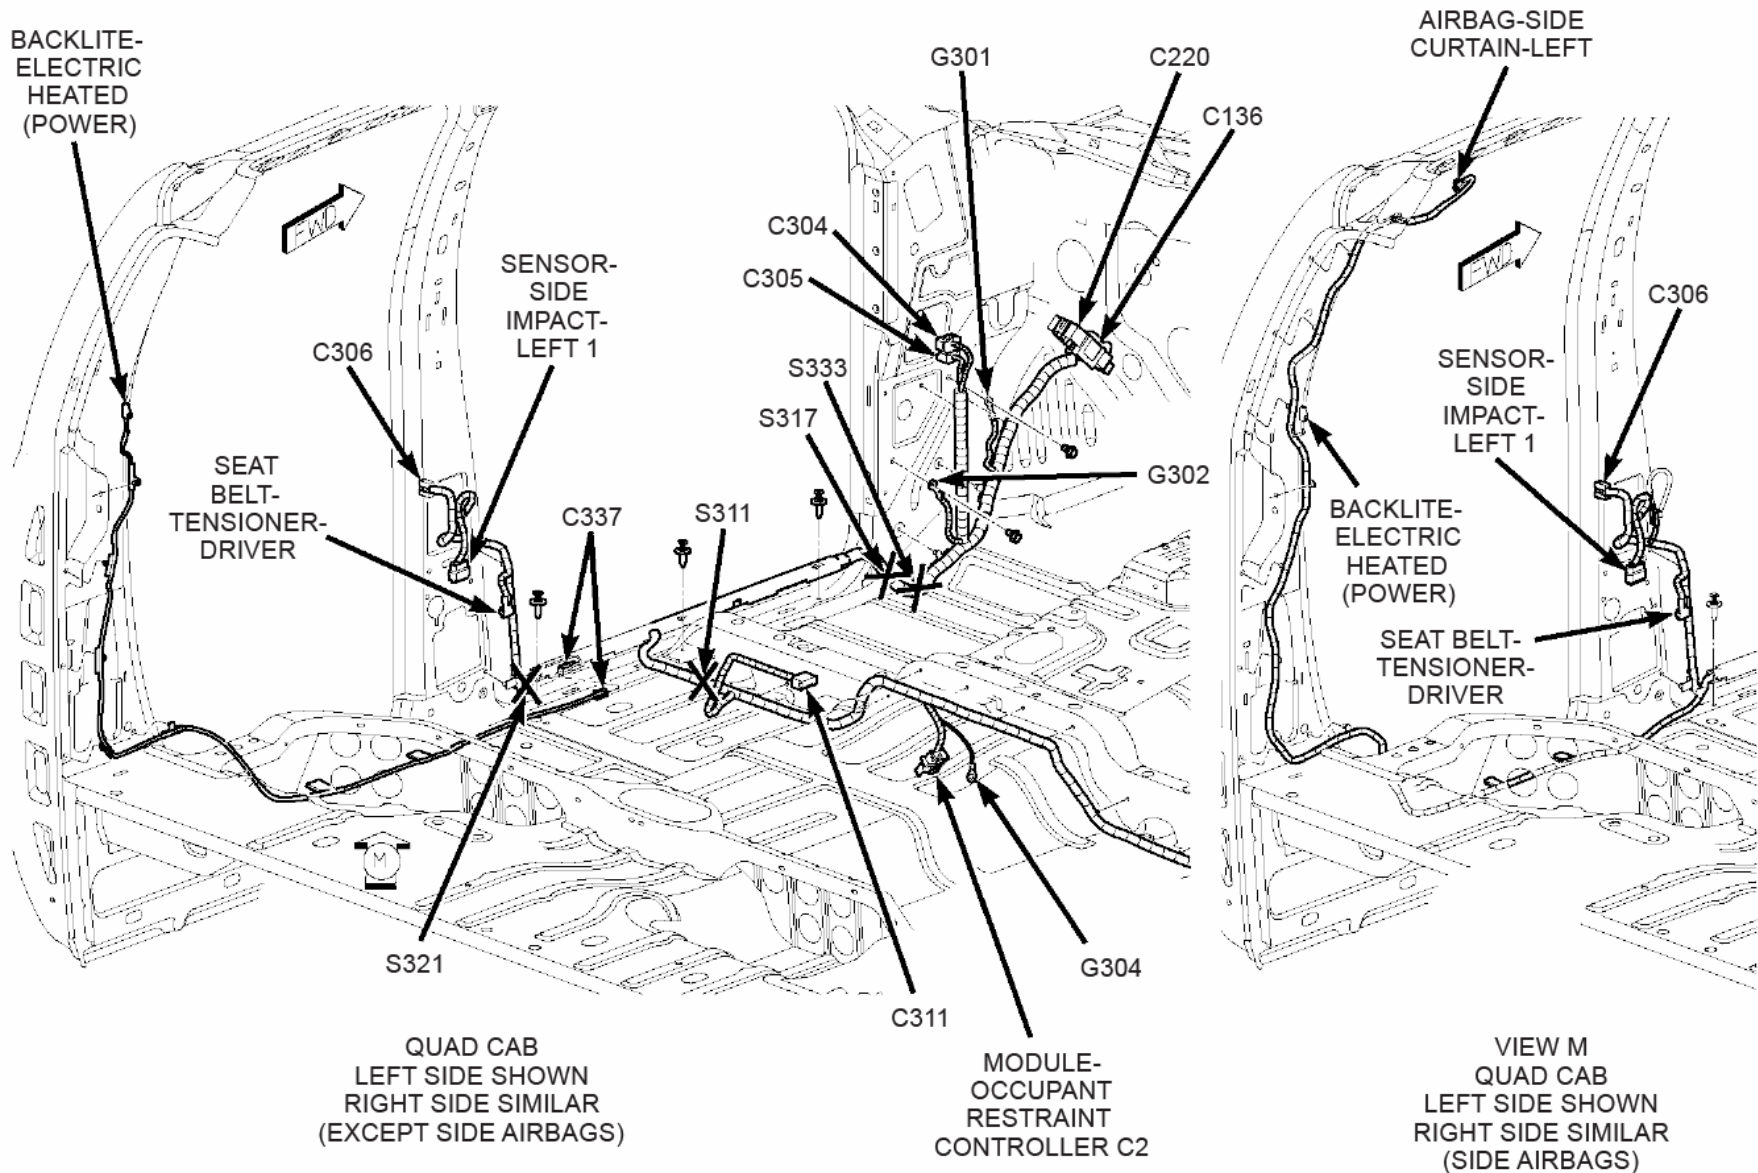 BACKLITE-
ELECTRIC
HEATED
(POWER)
FWD
SENSOR-
SIDE
IMPACT-
LEFT 1
C306
SEAT
BELT-
TENSIONER-
DRIVER
C337
S311
C304
C305
S333
S317
G301
C220
C136
G302
S321
M
C311
G304
MODULE-
OCCUPANT
RESTRAINT
CONTROLLER C2
QUAD CAB
LEFT SIDE SHOWN
RIGHT SIDE SIMILAR
(EXCEPT SIDE AIRBAGS)
AIRBAG-SIDE
CURTAIN-LEFT
FWD
C306
SENSOR-
SIDE
IMPACT-
LEFT 1
BACKLITE-
ELECTRIC
HEATED
(POWER)
SEAT BELT-
TENSIONER-
DRIVER
VIEW M
QUAD CAB
LEFT SIDE SHOWN
RIGHT SIDE SIMILAR
(SIDE AIRBAGS)